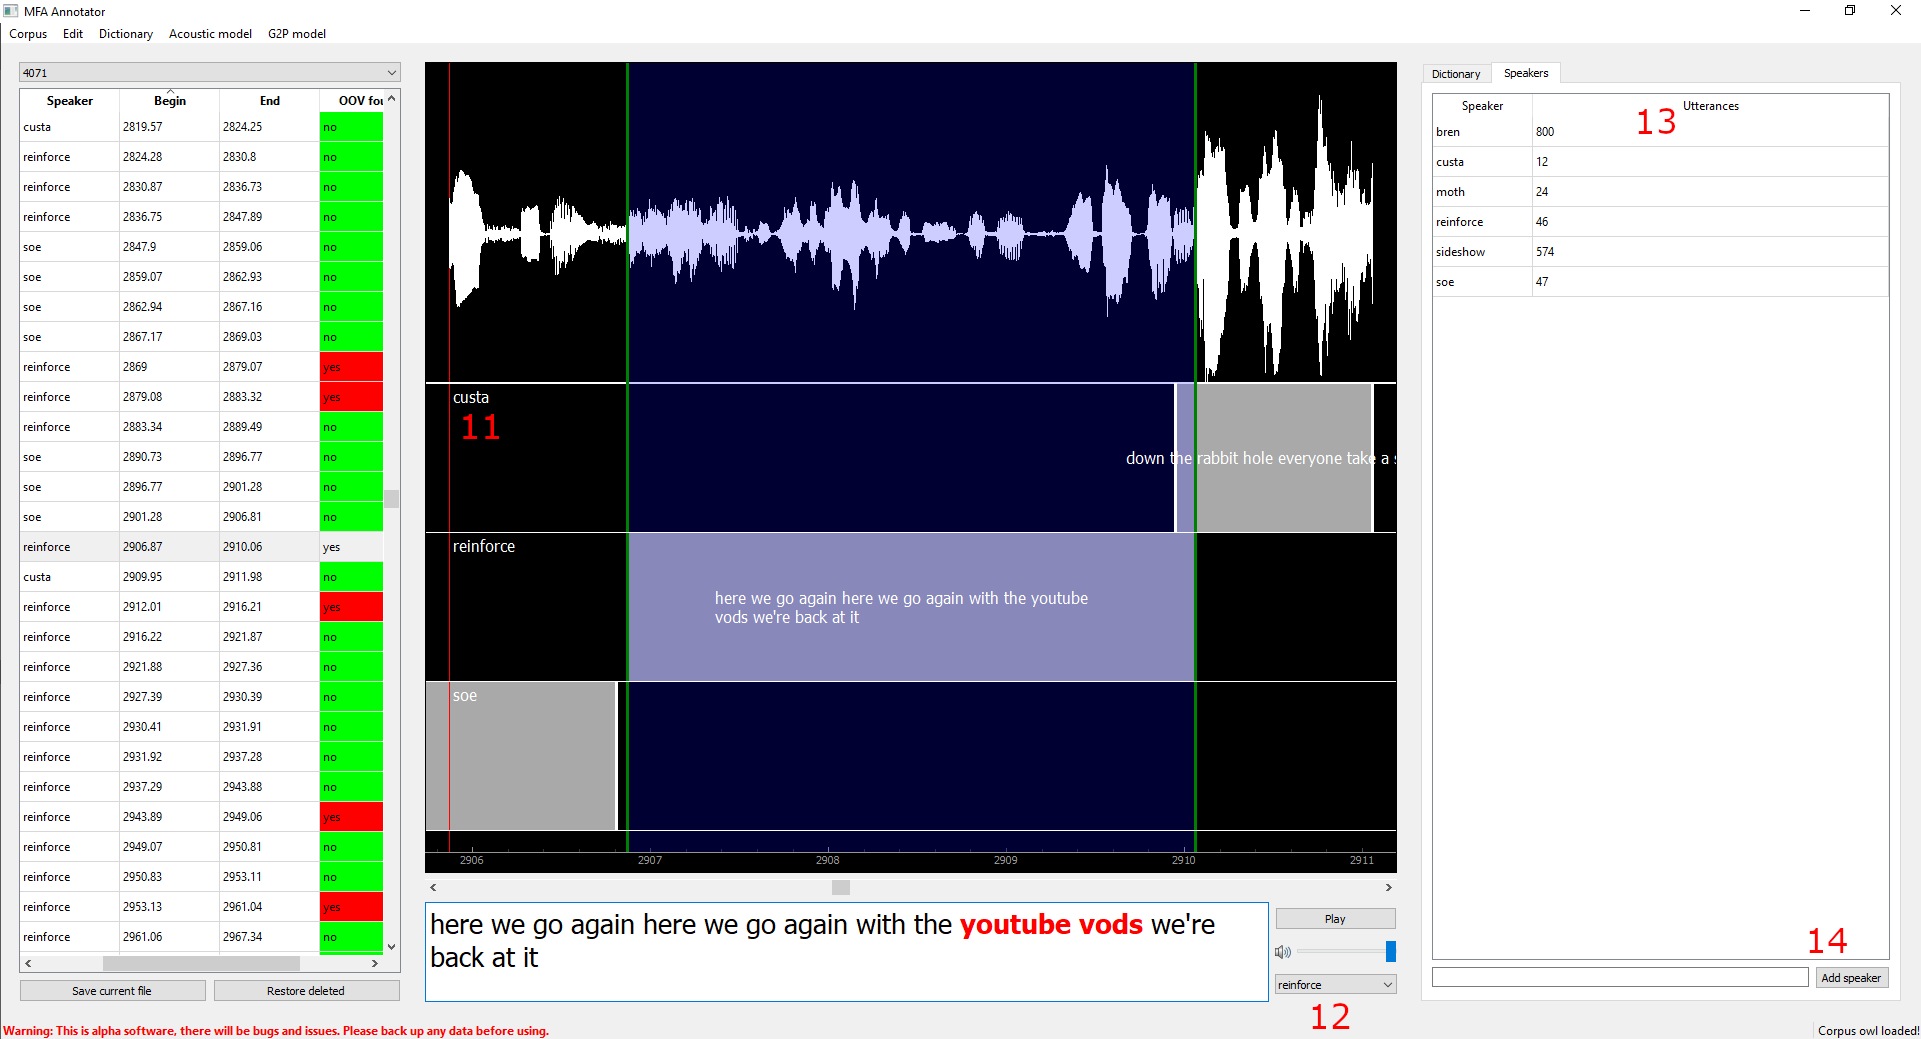 MFA Annotator
Corpus Edit Dictionary Acoustic model G2P model
4071
Speaker Begin End OOV fou
custa 2819.57 2824.25 no
reinforce 2824.28 2830.8 no
reinforce 2830.87 2836.73 no
reinforce 2836.75 2847.89 no
soe 2847.9 2859.06 no
soe 2859.07 2862.93 no
soe 2862.94 2867.16 no
soe 2867.17 2869.03 no
reinforce 2869 2879.07 yes
reinforce 2879.08 2883.32 yes
reinforce 2883.34 2889.49 no
soe 2890.73 2896.77 no
soe 2896.77 2901.28 no
soe 2901.28 2906.81 no
reinforce 2906.87 2910.06 yes
custa 2909.95 2911.98 no
reinforce 2912.01 2916.21 yes
reinforce 2916.22 2921.87 no
reinforce 2921.88 2927.36 no
reinforce 2927.39 2930.39 no
reinforce 2930.41 2931.91 no
reinforce 2931.92 2937.28 no
reinforce 2937.29 2943.88 no
reinforce 2943.89 2949.06 yes
reinforce 2949.07 2950.81 no
reinforce 2950.83 2953.11 no
reinforce 2953.13 2961.04 yes
reinforce 2961.06 2967.34 no
Save current file Restore deleted
custa
11
down the rabbit hole everyone take a s
reinforce
here we go again here we go again with the youtube
vods we're back at it
soe
2906 2907 2908 2909 2910 2911
here we go again here we go again with the youtube vods we're
back at it
Play
reinforce
12
Dictionary Speakers
Speaker Utterances
13
bren 800
custa 12
moth 24
reinforce 46
sideshow 574
soe 47
14
Add speaker
Warning: This is alpha software, there will be bugs and issues. Please back up any data before using.
Corpus owl loaded!